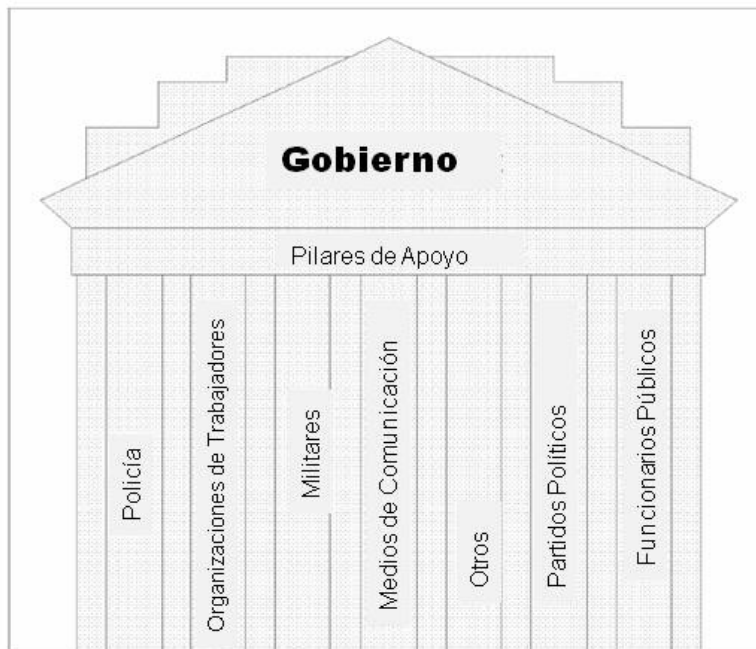 Gobierno
Pilares de Apoyo
Policía
Organizaciones de Trabajadores
Militares
Medios de Comunicación
Otros
Partidos Políticos
Funcionarios Públicos